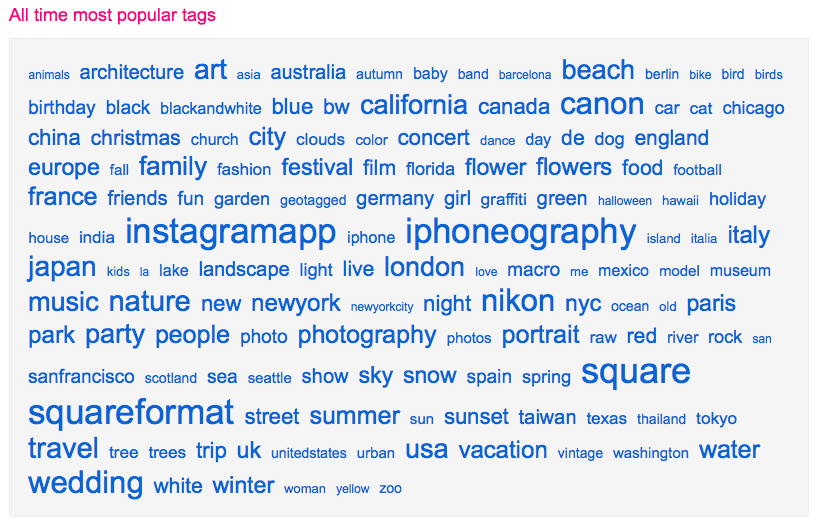 All time most popular tags
animals architecture art asia australia autumn baby band barcelona beach berlin bike bird birds
birthday black blackandwhite blue bw california canada canon car cat chicago
china christmas church city clouds color concert dance day de dog england
europe fall family fashion festival film florida flower flowers food football
france friends fun garden geotagged germany girl graffiti green halloween hawaii holiday
house india instagramapp iphone iphoneography island italia italy
japan kids la lake landscape light live london love macro me mexico model museum
music nature new newyork newyorkcity night nikon nyc ocean old paris
park party people photo photography photos portrait raw red river rock san
sanfrancisco scotland sea seattle show sky snow spain spring square
squareformat street summer sun sunset taiwan texas thailand tokyo
travel tree trees trip uk unitedstates urban usa vacation vintage washington water
wedding white winter woman yellow zoo